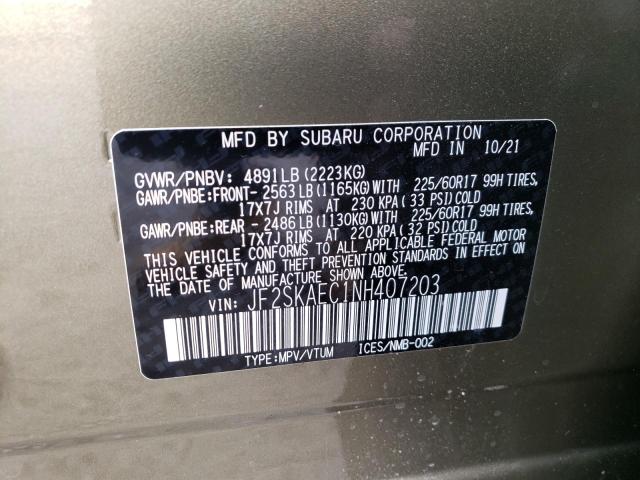 MFD BY SUBARU CORPORATION
MFD IN 10/21
GVWR/PNBV: 4891LB(2223KG)
GAWR/PNBE:FRONT-2563LB(1165KG)WITH 225/60R17 99H TIRES,
17X7J RIMS AT 230 KPA(33 PSI)COLD
GAWR/PNBE:REAR -2486LB(1130KG)WITH 225/60R17 99H TIRES,
17X7J RIMS AT 220 KPA(32 PSI)COLD
THIS VEHICLE CONFORMS TO ALL APPLICABLE FEDERAL MOTOR
VEHICLE SAFETY AND THEFT PREVENTION STANDARDS IN EFFECT ON
THE DATE OF MANUFACTURE SHOWN ABOVE.
VIN: JF2SKAEC1NH407203
TYPE:MPV/VTUM ICES/NMB-002